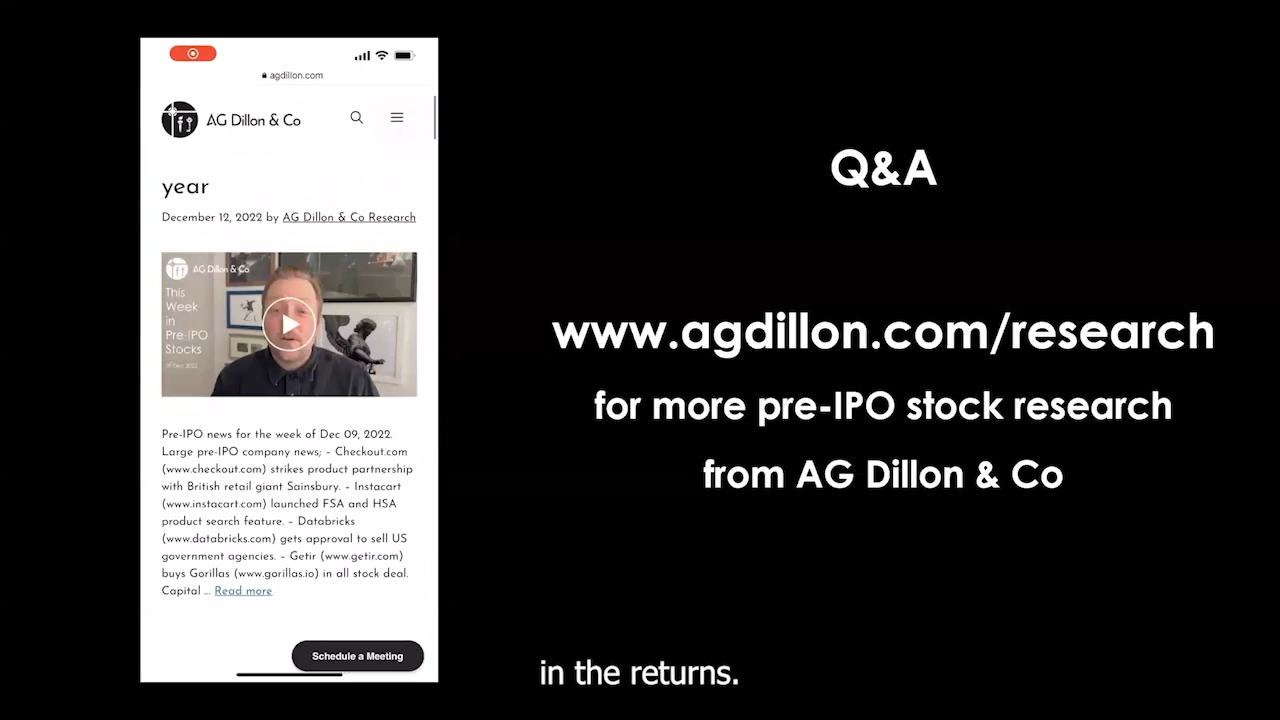 agdillon.com
AG Dillon & Co
year
December 12, 2022 by AG Dillon & Co Research
AG Dillon & Co
This
Week
in
Pre-IPO
Stocks
Pre-IPO news for the week of Dec 09, 2022.
Large pre-IPO company news; – Checkout.com
(www.checkout.com) strikes product partnership
with British retail giant Sainsbury. – Instacart
(www.instacart.com) launched FSA and HSA
product search feature. – Databricks
(www.databricks.com) gets approval to sell US
government agencies. – Getir (www.getir.com)
buys Gorillas (www.gorillas.io) in all stock deal.
Capital ... Read more
Schedule a Meeting
Q&A
www.agdillon.com/research
for more pre-IPO stock research
from AG Dillon & Co
in the returns.